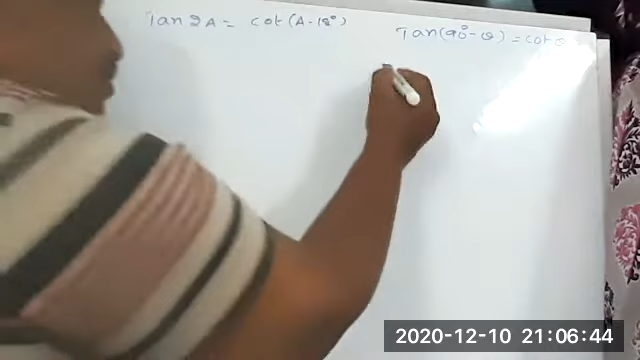 Tan 2A = cot (A - 18°)
Tan(90° - θ) = cot θ
2020-12-10 21:06:44